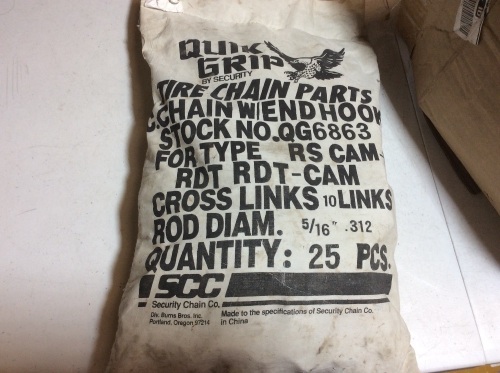 QUIK
GRIP
BY SECURITY
TIRE CHAIN PARTS
CCHAIN W/END HOOK
STOCK NO. QG6863
FOR TYPE RS CAM-
RDT RDT-CAM
CROSS LINKS 10 LINKS
ROD DIAM. 5/16" .312
QUANTITY: 25 PCS.
SCC
Security Chain Co.
Div. Burns Bros. Inc.
Portland, Oregon 97214
Made to the specifications of Security Chain Co.
in China